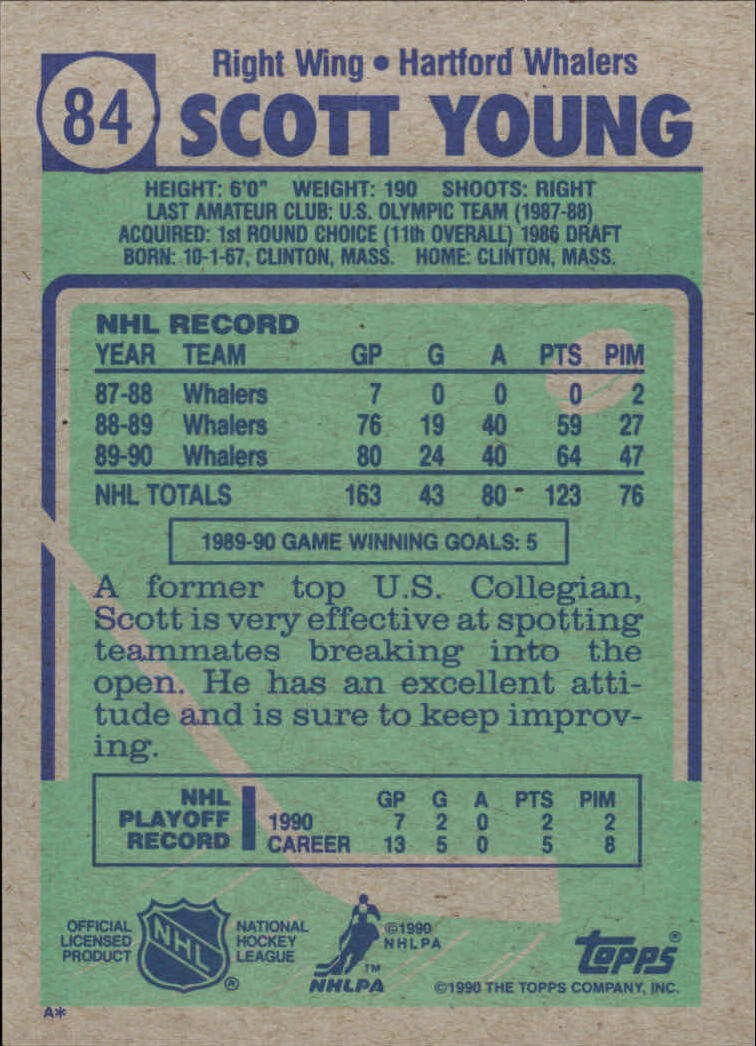 84
Right Wing • Hartford Whalers
SCOTT YOUNG
HEIGHT: 6'0" WEIGHT: 190 SHOOTS: RIGHT
LAST AMATEUR CLUB: U.S. OLYMPIC TEAM (1987-88)
ACQUIRED: 1st ROUND CHOICE (11th OVERALL) 1986 DRAFT
BORN: 10-1-67, CLINTON, MASS. HOME: CLINTON, MASS.
NHL RECORD
YEAR TEAM GP G A PTS PIM
87-88 Whalers 7 0 0 0 2
88-89 Whalers 76 19 40 59 27
89-90 Whalers 80 24 40 64 47
NHL TOTALS 163 43 80 123 76
1989-90 GAME WINNING GOALS: 5
A former top U.S. Collegian,
Scott is very effective at spotting
teammates breaking into the
open. He has an excellent atti-
tude and is sure to keep improv-
ing.
NHL PLAYOFF RECORD
GP G A PTS PIM
1990 7 2 0 2 2
CAREER 13 5 0 5 8
OFFICIAL
LICENSED
PRODUCT
NHL
®
NATIONAL
HOCKEY
LEAGUE
TM
NHLPA
©1990
NHLPA
topps®
©1990 THE TOPPS COMPANY, INC.
A*